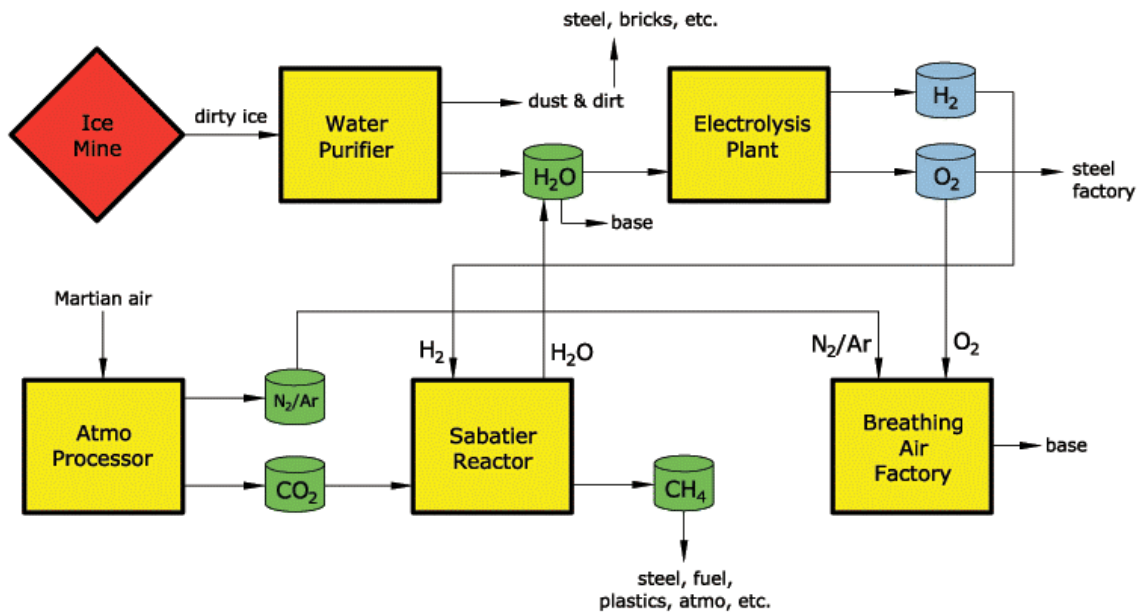 steel, bricks, etc.
Ice
Mine
dirty ice
Water
Purifier
dust & dirt
H₂O
base
Electrolysis
Plant
H₂
O₂
steel
factory
Martian air
H₂
H₂O
N₂/Ar
O₂
Atmo
Processor
N₂/Ar
CO₂
Sabatier
Reactor
CH₄
steel, fuel,
plastics, atmo, etc.
Breathing
Air
Factory
base